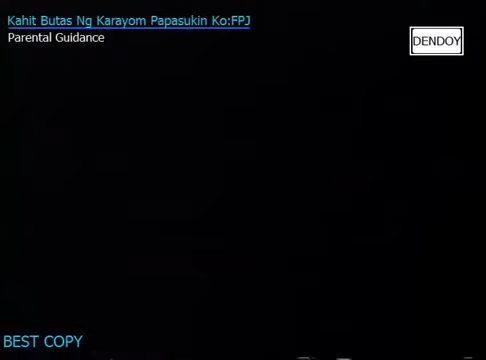 Kahit Butas Ng Karayom Papasukin Ko:FPJ
Parental Guidance
DENDOY
BEST COPY